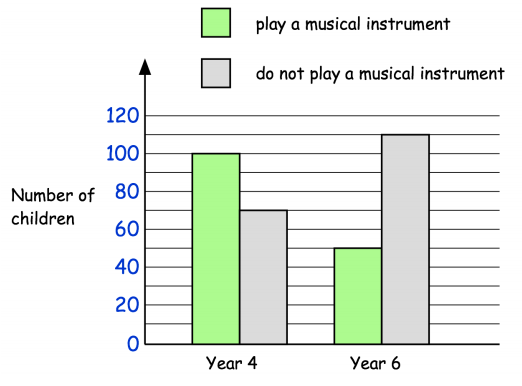 play a musical instrument
do not play a musical instrument
120
100
80
60
40
20
0
Number of
children
Year 4
Year 6